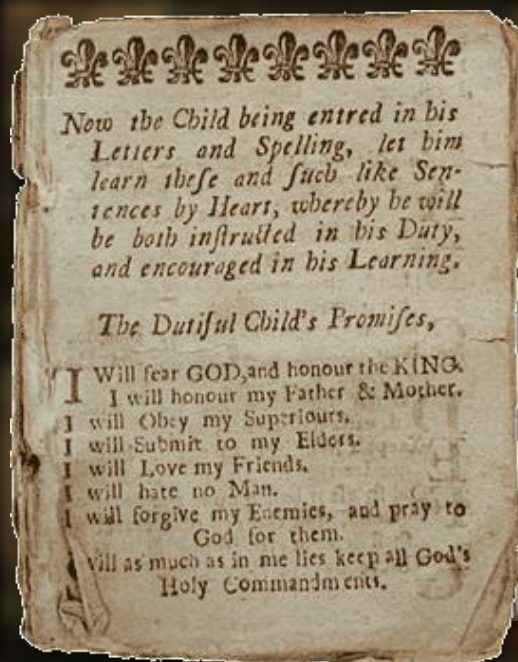 Now the Child being entred in his
Letters and Spelling, let him
learn theſe and ſuch like Sen-
tences by Heart, whereby he will
be both inſtructed in his Duty,
and encouraged in his Learning.
The Dutiful Child's Promiſes,
I Will fear GOD, and honour the KING.
I will honour my Father & Mother.
I will Obey my Superiours.
I will Submit to my Elders.
I will Love my Friends.
I will hate no Man.
I will forgive my Enemies, and pray to
God for them.
will as much as in me lies keep all God's
Holy Commandments.